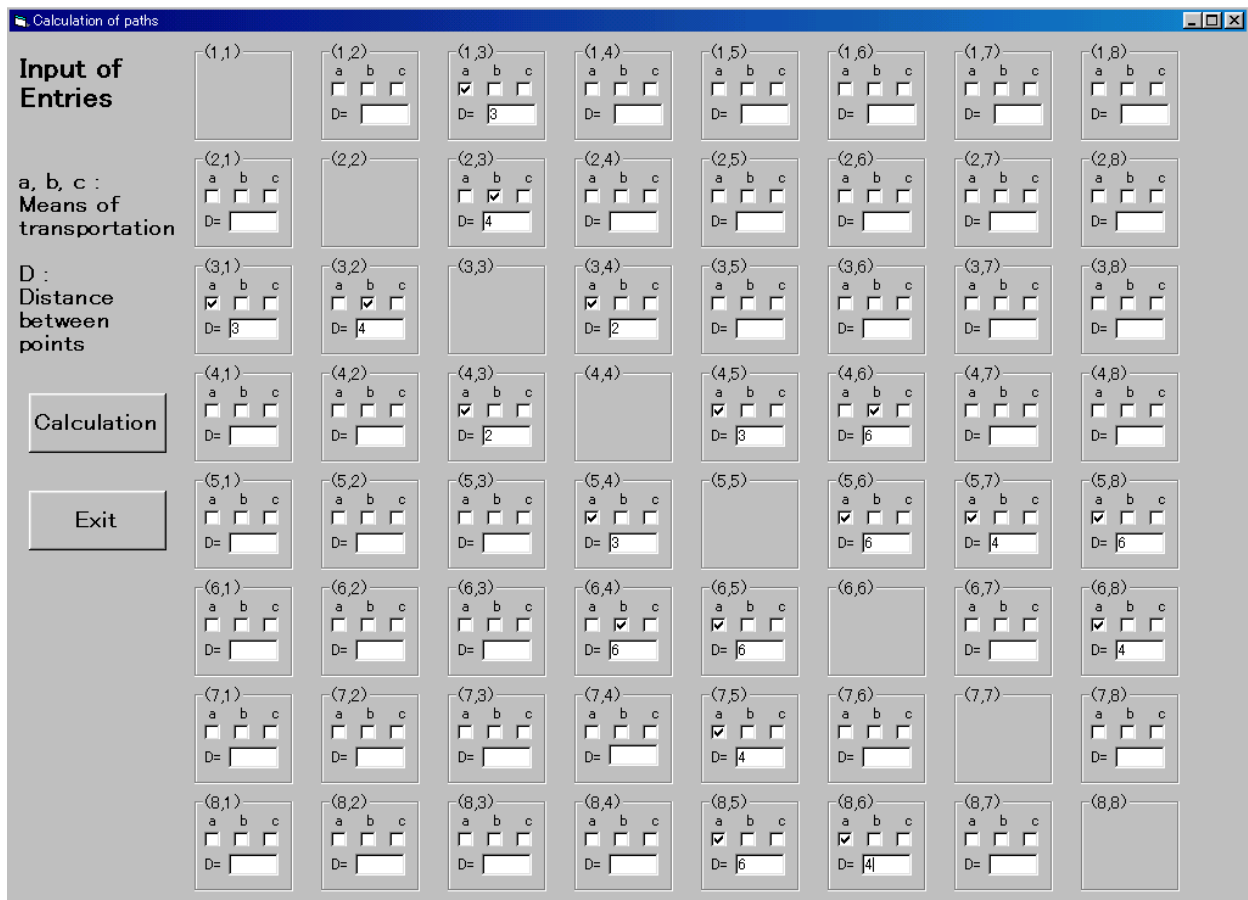 Calculation of paths
Input of
Entries
a, b, c :
Means of
transportation
D :
Distance
between
points
Calculation
Exit
(1,1) (1,2) (1,3) (1,4) (1,5) (1,6) (1,7) (1,8)
a b c a b c a b c a b c a b c a b c a b c
D= D= 3 D= D= D= D= D=
(2,1) (2,2) (2,3) (2,4) (2,5) (2,6) (2,7) (2,8)
a b c a b c a b c a b c a b c a b c a b c
D= D= 4 D= D= D= D= D=
(3,1) (3,2) (3,3) (3,4) (3,5) (3,6) (3,7) (3,8)
a b c a b c a b c a b c a b c a b c a b c
D= 3 D= 4 D= 2 D= D= D= D=
(4,1) (4,2) (4,3) (4,4) (4,5) (4,6) (4,7) (4,8)
a b c a b c a b c a b c a b c a b c a b c
D= D= D= 2 D= 3 D= 6 D= D=
(5,1) (5,2) (5,3) (5,4) (5,5) (5,6) (5,7) (5,8)
a b c a b c a b c a b c a b c a b c a b c
D= D= D= D= 3 D= 6 D= 4 D= 6
(6,1) (6,2) (6,3) (6,4) (6,5) (6,6) (6,7) (6,8)
a b c a b c a b c a b c a b c a b c a b c
D= D= D= D= 6 D= 6 D= D= 4
(7,1) (7,2) (7,3) (7,4) (7,5) (7,6) (7,7) (7,8)
a b c a b c a b c a b c a b c a b c a b c
D= D= D= D= D= 4 D= D=
(8,1) (8,2) (8,3) (8,4) (8,5) (8,6) (8,7) (8,8)
a b c a b c a b c a b c a b c a b c a b c
D= D= D= D= D= 6 D= 4 D=